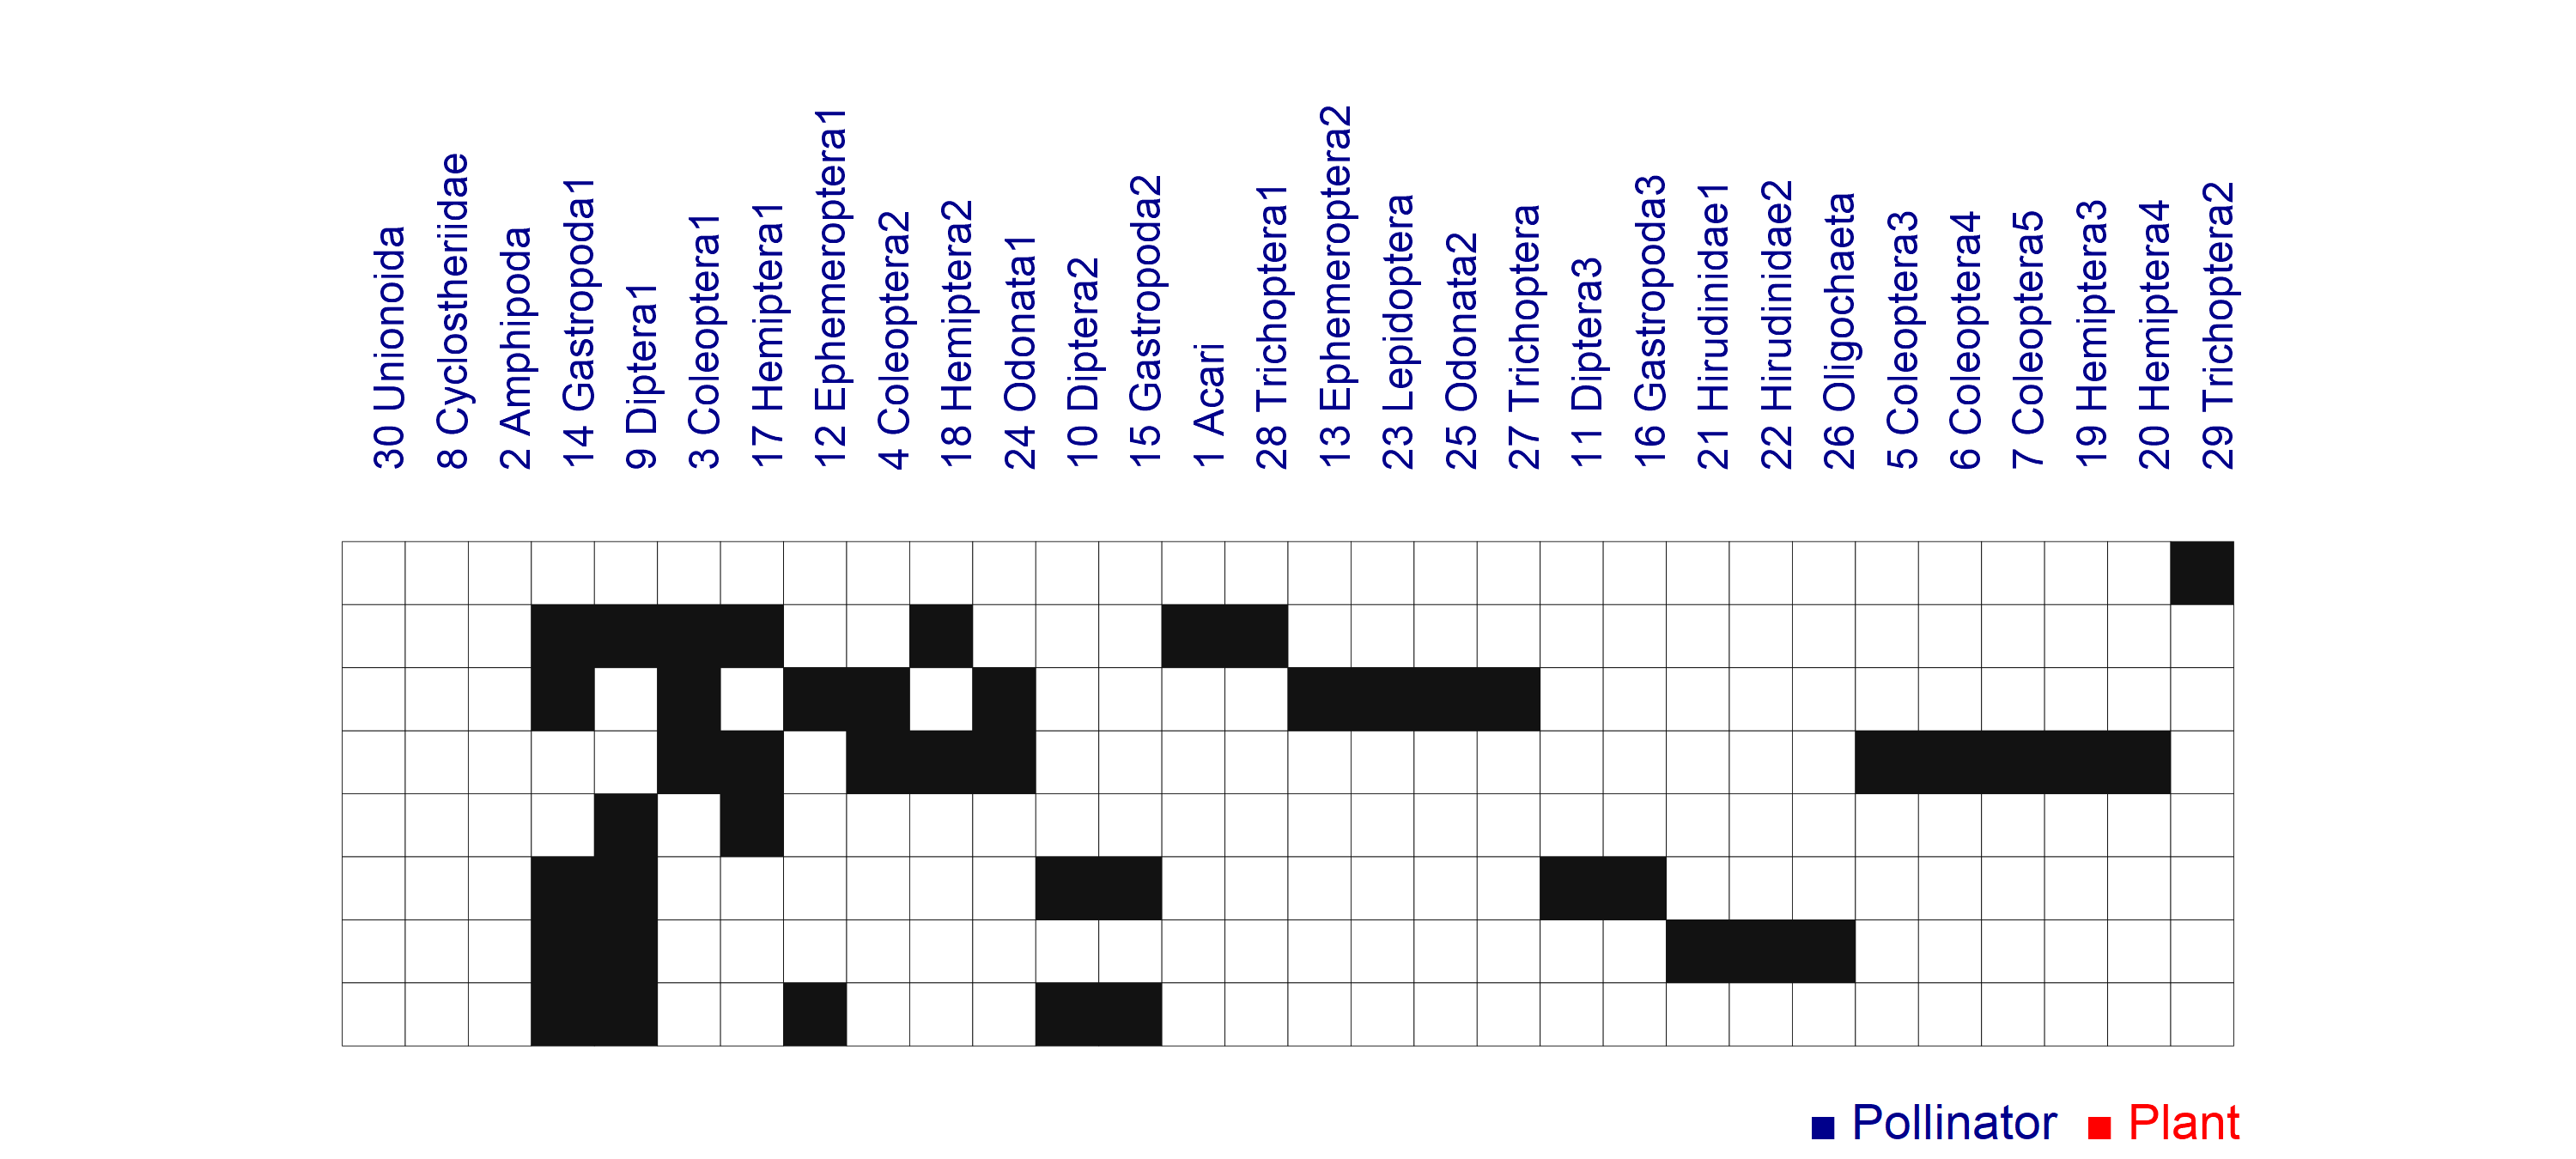 30 Unionoida
8 Cyclostheriidae
2 Amphipoda
14 Gastropoda1
9 Diptera1
3 Coleoptera1
17 Hemiptera1
12 Ephemeroptera1
4 Coleoptera2
18 Hemiptera2
24 Odonata1
10 Diptera2
15 Gastropoda2
1 Acari
28 Trichoptera1
13 Ephemeroptera2
23 Lepidoptera
25 Odonata2
27 Trichoptera
11 Diptera3
16 Gastropoda3
21 Hirudinidae1
22 Hirudinidae2
26 Oligochaeta
5 Coleoptera3
6 Coleoptera4
7 Coleoptera5
19 Hemiptera3
20 Hemiptera4
29 Trichoptera2
Pollinator Plant